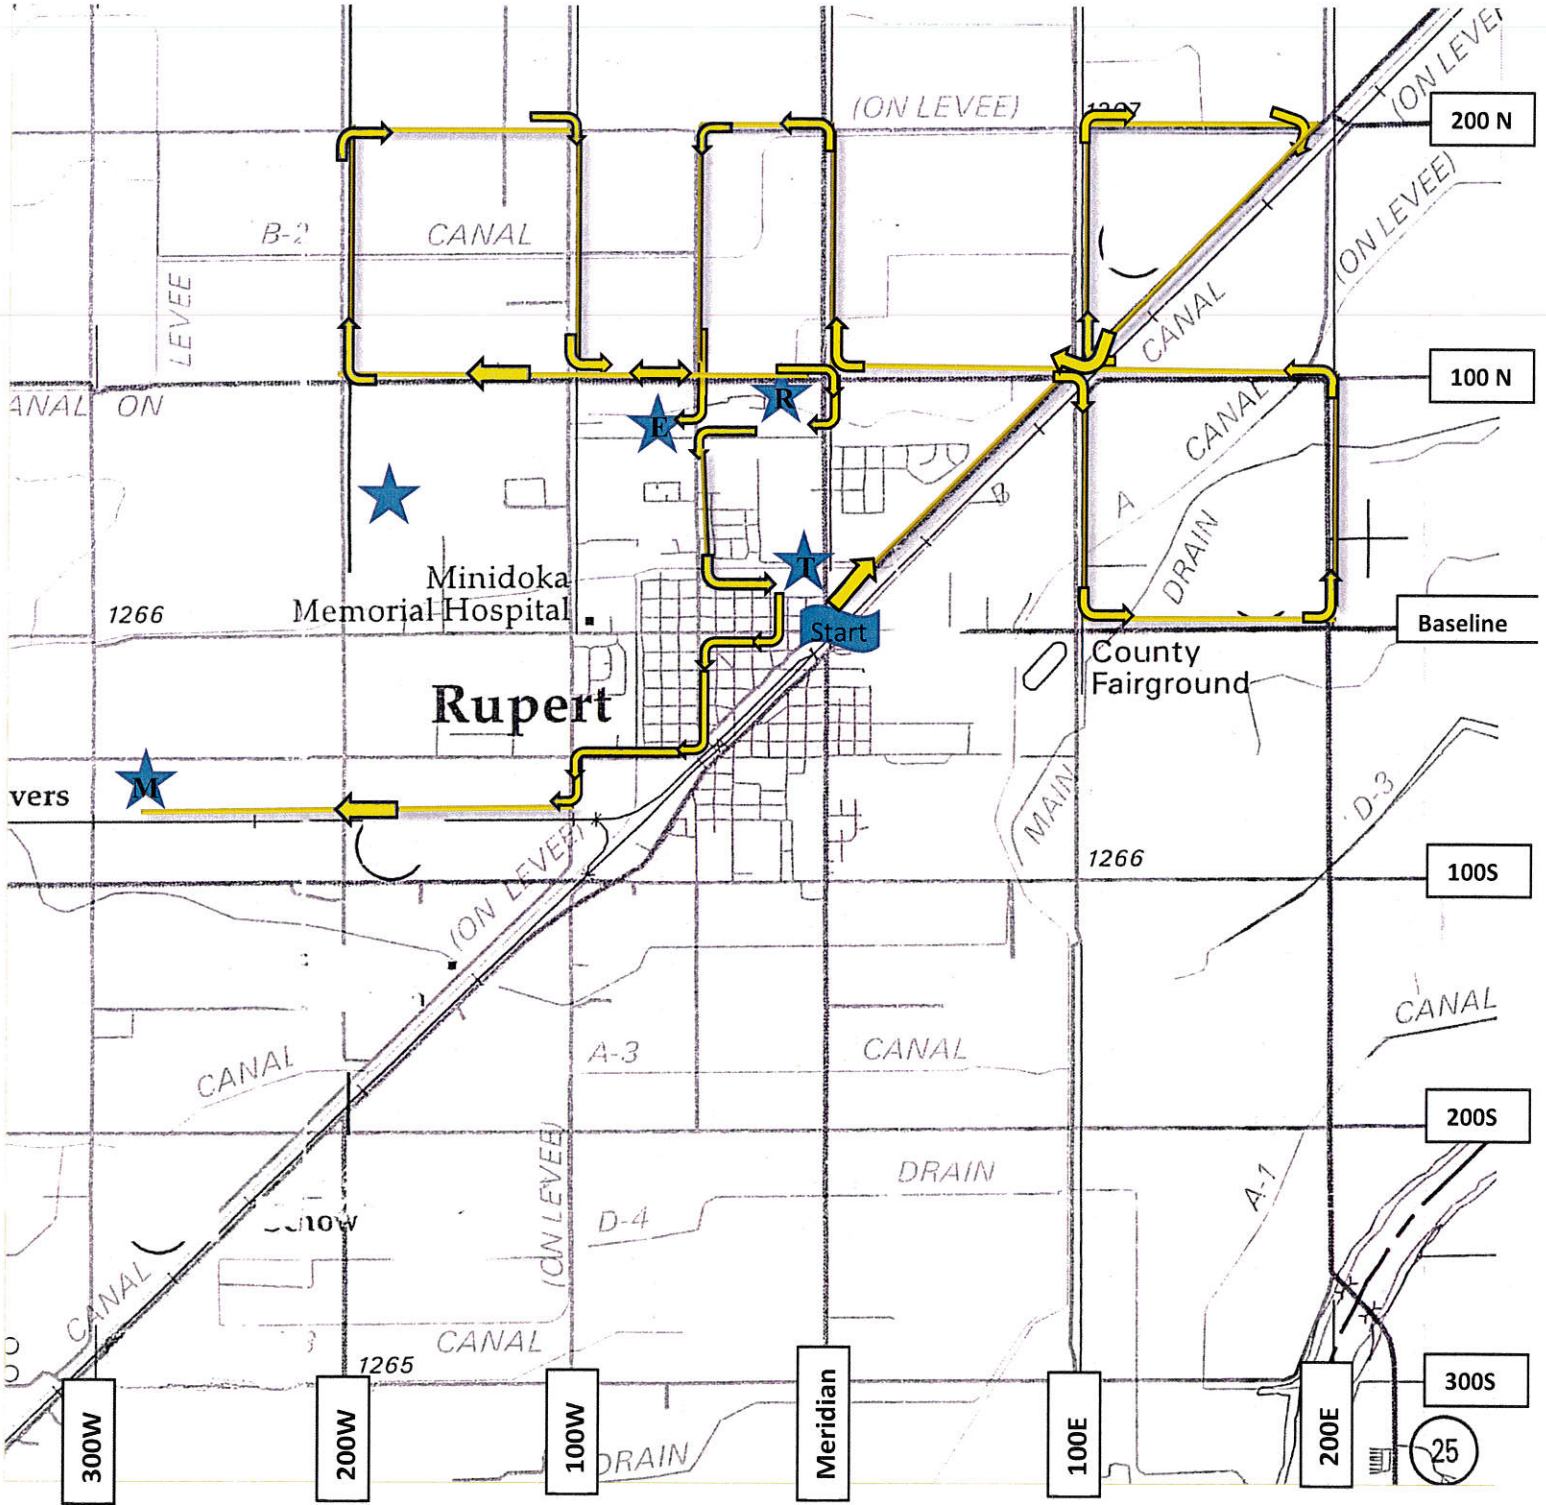 (ON LEVEE)
1207
(ON LEVEE)
200 N
B-2
CANAL
(ON LEVEE)
LEVEE
CANAL
100 N
ANAL ON
R
E
CANAL
B
A
DRAIN
T
Minidoka
Memorial Hospital
1266
Start
Baseline
County
Fairground
Rupert
M
vers
MAIN
D-3
(ON LEVEE)
1266
100S
CANAL
A-3
CANAL
CANAL
200S
(ON LEVEE)
DRAIN
A-1
D-4
CANAL
CANAL
1265
300S
300W
200W
100W
Meridian
100E
200E
DRAIN
25